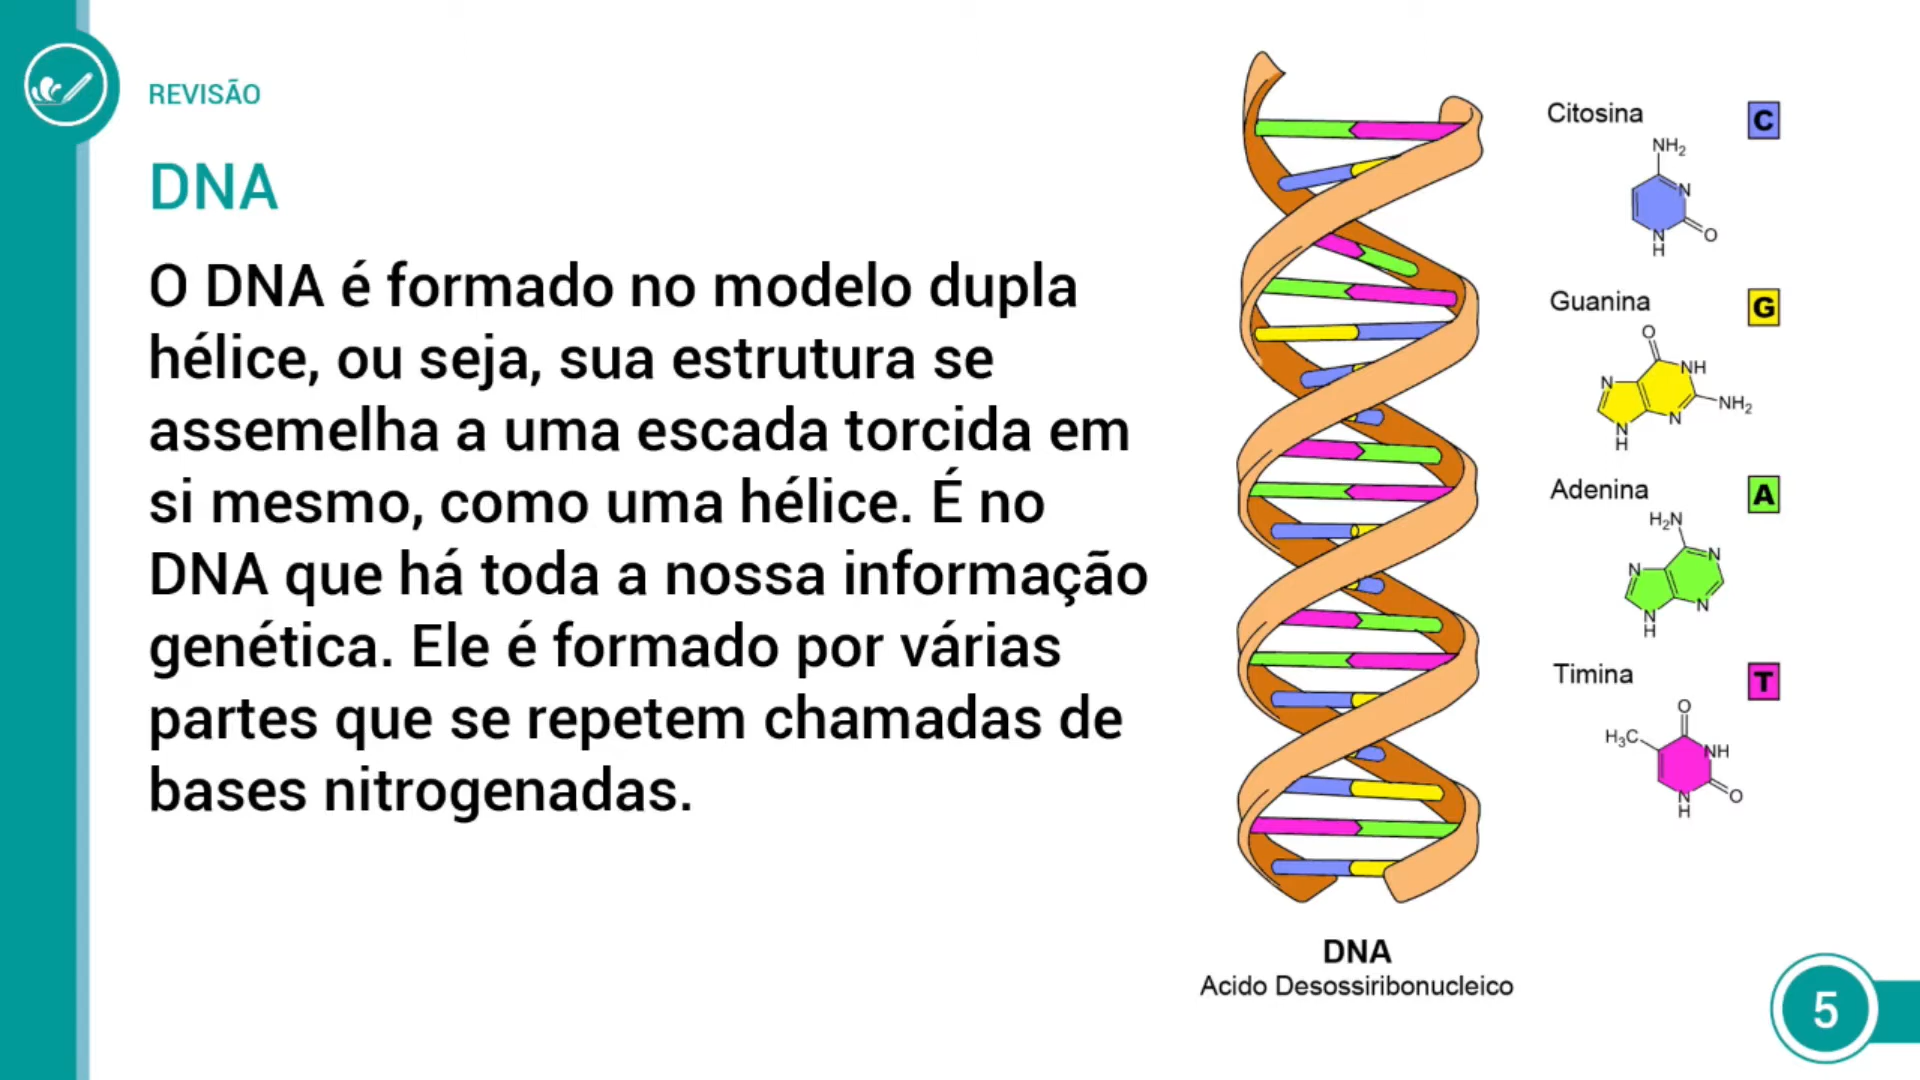 REVISÃO
DNA
O DNA é formado no modelo dupla
hélice, ou seja, sua estrutura se
assemelha a uma escada torcida em
si mesmo, como uma hélice. É no
DNA que há toda a nossa informação
genética. Ele é formado por várias
partes que se repetem chamadas de
bases nitrogenadas.
Citosina C
NH₂
N
N
H
O
Guanina G
O
NH
N
NH₂
N
N
H
Adenina A
H₂N
N
N
N
N
H
Timina T
O
H₃C
NH
N
H
O
DNA
Acido Desossiribonucleico
5